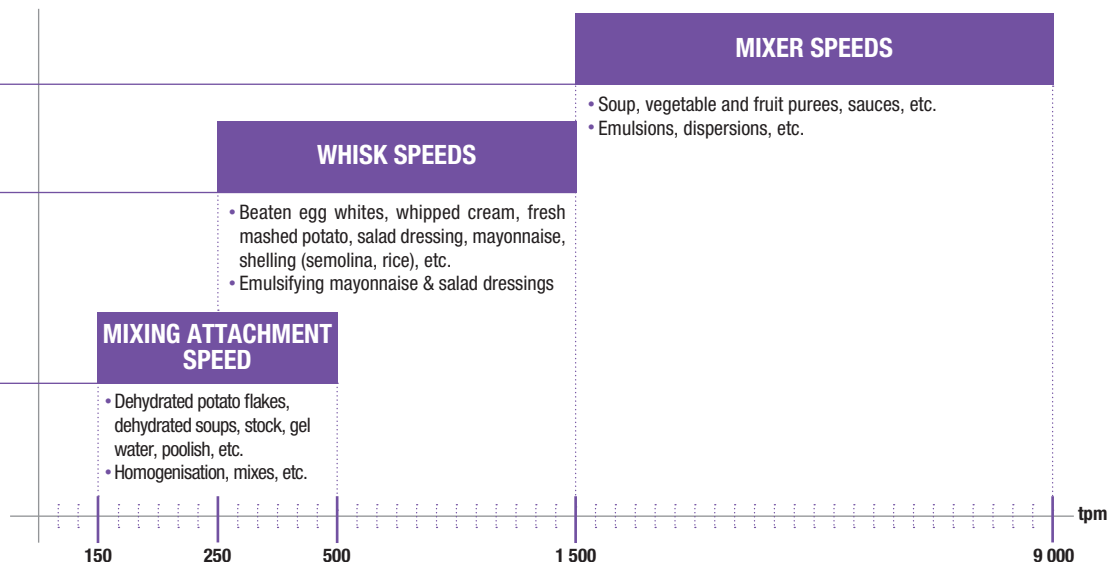 MIXER SPEEDS
• Soup, vegetable and fruit purees, sauces, etc.
• Emulsions, dispersions, etc.
WHISK SPEEDS
• Beaten egg whites, whipped cream, fresh
mashed potato, salad dressing, mayonnaise,
shelling (semolina, rice), etc.
• Emulsifying mayonnaise & salad dressings
MIXING ATTACHMENT
SPEED
• Dehydrated potato flakes,
dehydrated soups, stock, gel
water, poolish, etc.
• Homogenisation, mixes, etc.
tpm
150 250 500 1 500 9 000